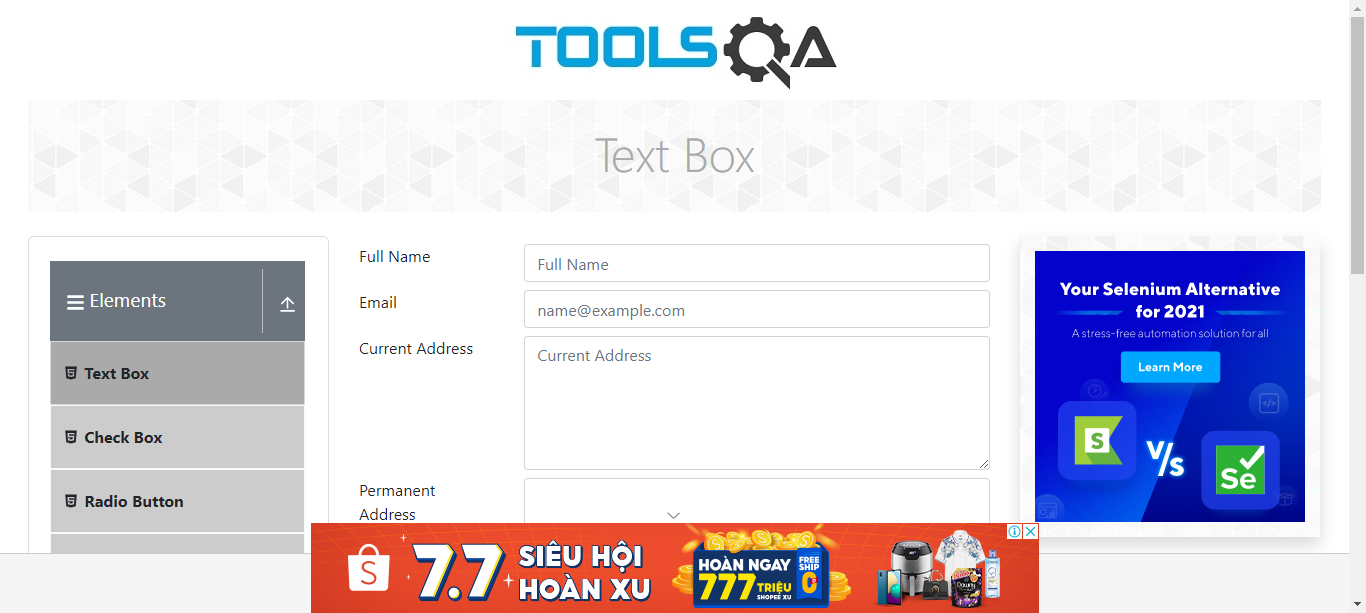 TOOLSQA
Text Box
Elements
Text Box
Check Box
Radio Button
Full Name
Full Name
Email
name@example.com
Current Address
Current Address
Permanent
Address
Your Selenium Alternative
for 2021
A stress-free automation solution for all
Learn More
S
V/S
Se
S
7.7
SIÊU HỘI
HOÀN XU
HOÀN NGAY
777 TRIỆU
SHOPEE XU
FREE
SHIP
0Đ
Downy